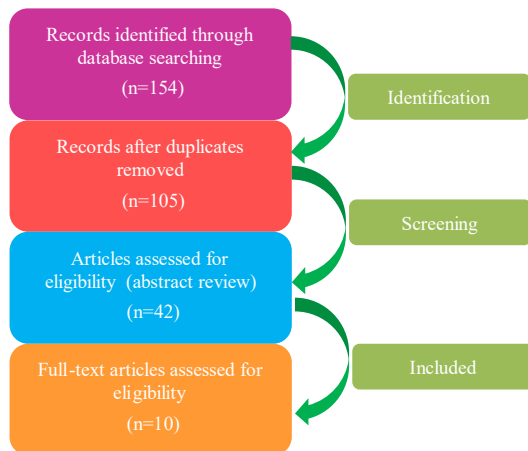 Records identified through
database searching
(n=154)
Identification
Records after duplicates
removed
(n=105)
Screening
Articles assessed for
eligibility (abstract review)
(n=42)
Included
Full-text articles assessed for
eligibility
(n=10)